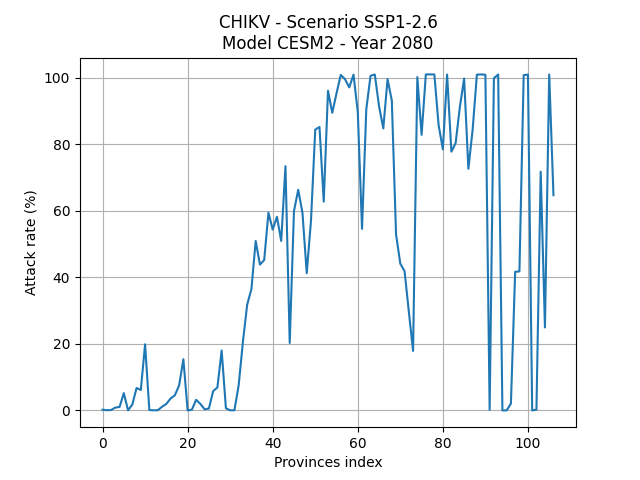 CHIKV - Scenario SSP1-2.6
Model CESM2 - Year 2080
100
80
60
40
20
0
Attack rate (%)
0 20 40 60 80 100
Provinces index